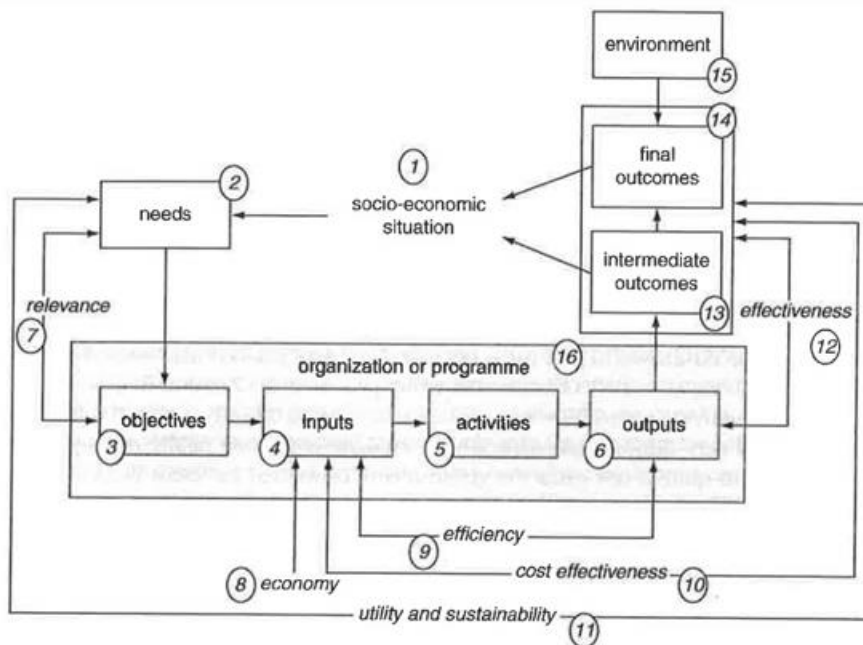 environment
15
14
final
outcomes
1
socio-economic
situation
2
needs
intermediate
outcomes
13
relevance
7
effectiveness
12
16
organization or programme
objectives
3
inputs
4
activities
5
outputs
6
efficiency
9
8 economy
cost effectiveness 10
utility and sustainability
11